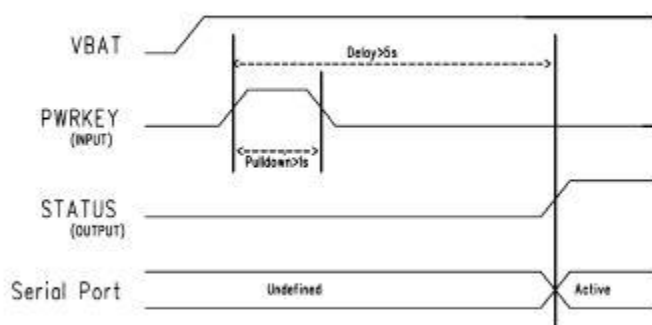 VBAT
Delay>5s
PWRKEY
(INPUT)
Pulldown>1s
STATUS
(OUTPUT)
Serial Port
Undefined
Active